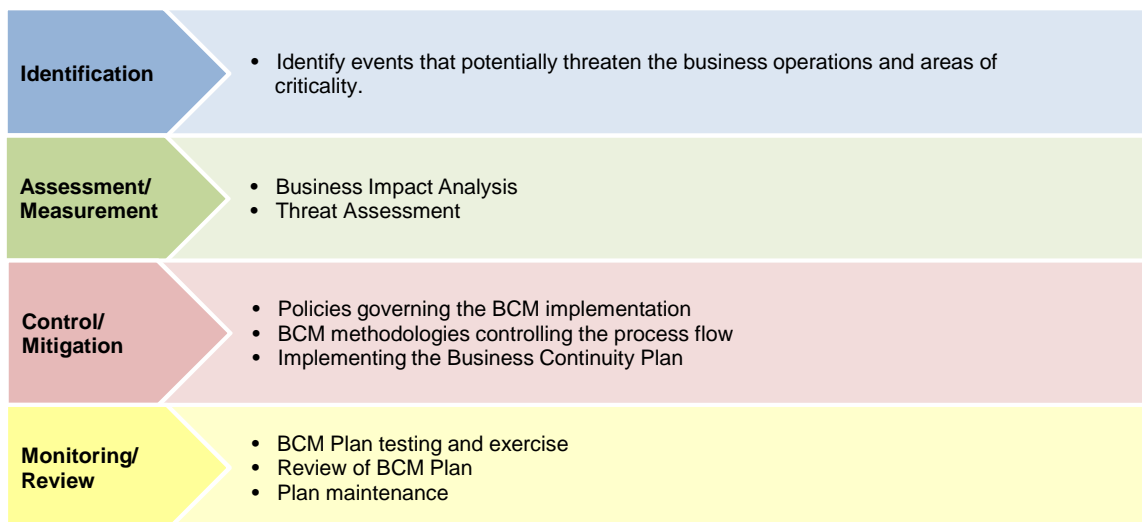 Identification
• Identify events that potentially threaten the business operations and areas of
criticality.
Assessment/
Measurement
• Business Impact Analysis
• Threat Assessment
Control/
Mitigation
• Policies governing the BCM implementation
• BCM methodologies controlling the process flow
• Implementing the Business Continuity Plan
Monitoring/
Review
• BCM Plan testing and exercise
• Review of BCM Plan
• Plan maintenance